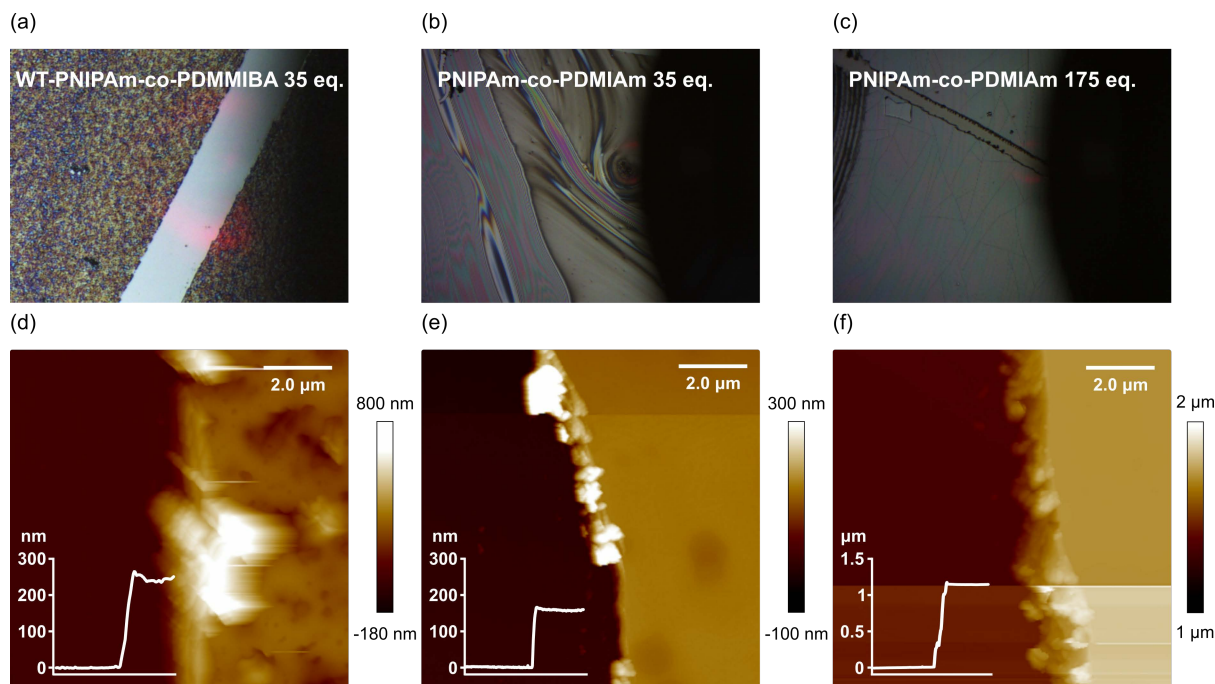 (a)
(b)
(c)
WT-PNIPAm-co-PDMMIBA 35 eq.
PNIPAm-co-PDMIAm 35 eq.
PNIPAm-co-PDMIAm 175 eq.
(d)
(e)
(f)
2.0 µm
800 nm
-180 nm
nm
300
200
100
0
2.0 µm
300 nm
-100 nm
nm
300
200
100
0
2.0 µm
2 µm
1 µm
µm
1.5
1
0.5
0